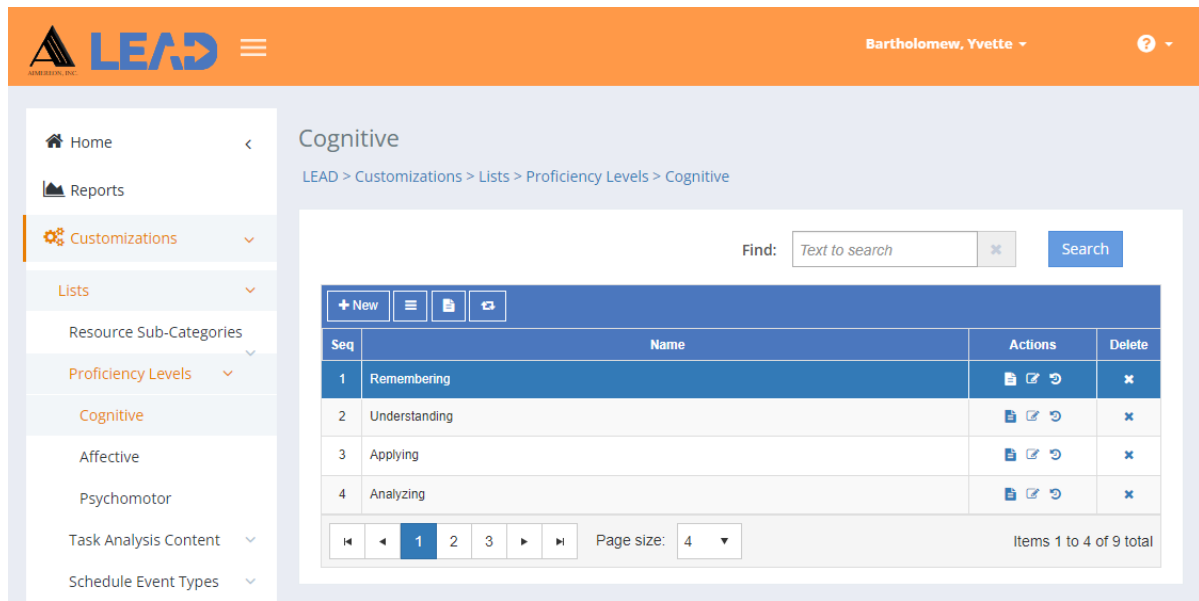 LEAD
AIMEREON, INC.
Bartholomew, Yvette
?
Home
Reports
Customizations
Lists
Resource Sub-Categories
Proficiency Levels
Cognitive
Affective
Psychomotor
Task Analysis Content
Schedule Event Types
Cognitive
LEAD > Customizations > Lists > Proficiency Levels > Cognitive
Find: Text to search Search
New
Seq Name Actions Delete
1 Remembering
2 Understanding
3 Applying
4 Analyzing
1 2 3 Page size: 4 Items 1 to 4 of 9 total